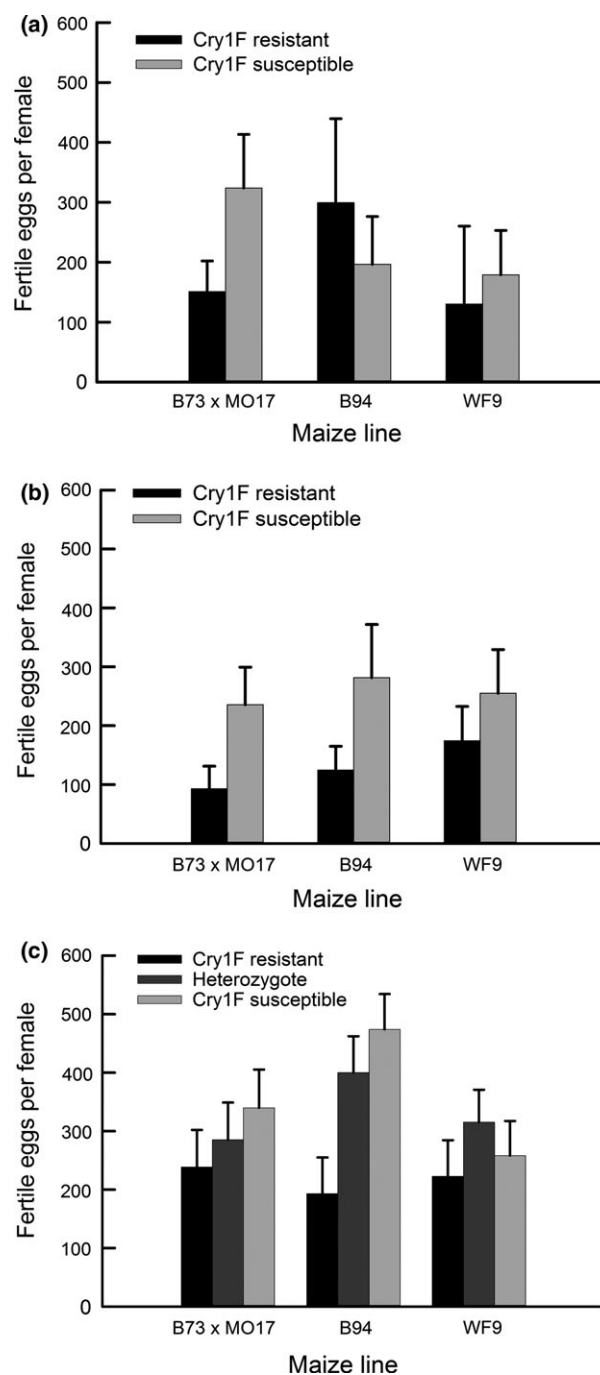 (a)
Cry1F resistant
Cry1F susceptible
Fertile eggs per female
600
500
400
300
200
100
0
B73 x MO17 B94 WF9
Maize line
(b)
Cry1F resistant
Cry1F susceptible
Fertile eggs per female
600
500
400
300
200
100
0
B73 x MO17 B94 WF9
Maize line
(c)
Cry1F resistant
Heterozygote
Cry1F susceptible
Fertile eggs per female
600
500
400
300
200
100
0
B73 x MO17 B94 WF9
Maize line